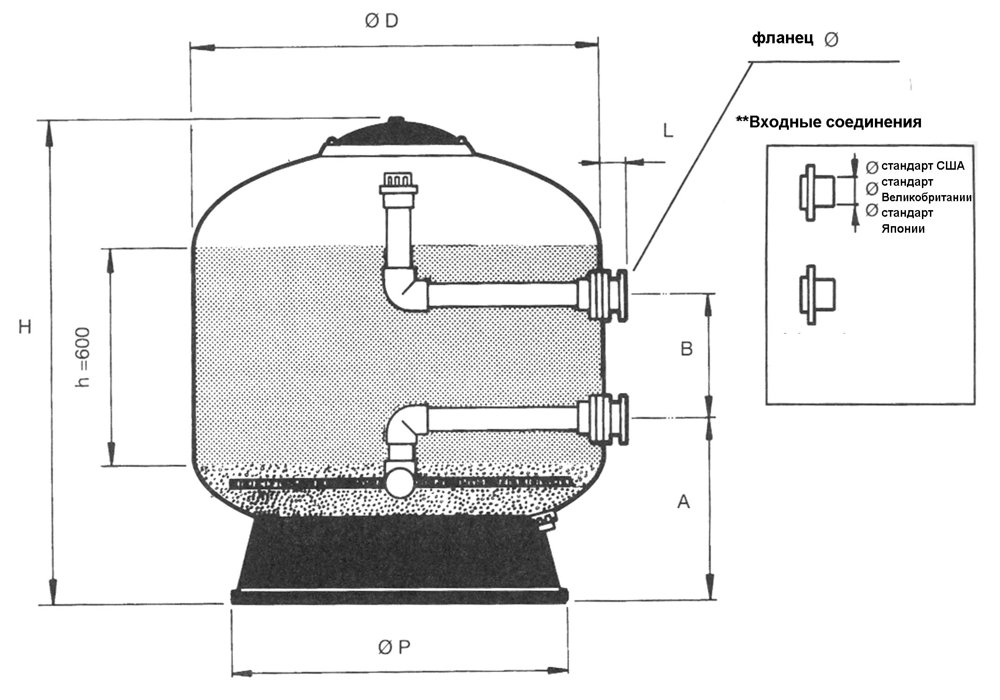 Ø D
фланец Ø
**Входные соединения
L
Ø стандарт США
Ø стандарт
Великобритании
Ø стандарт
Японии
H
h =600
B
A
Ø P